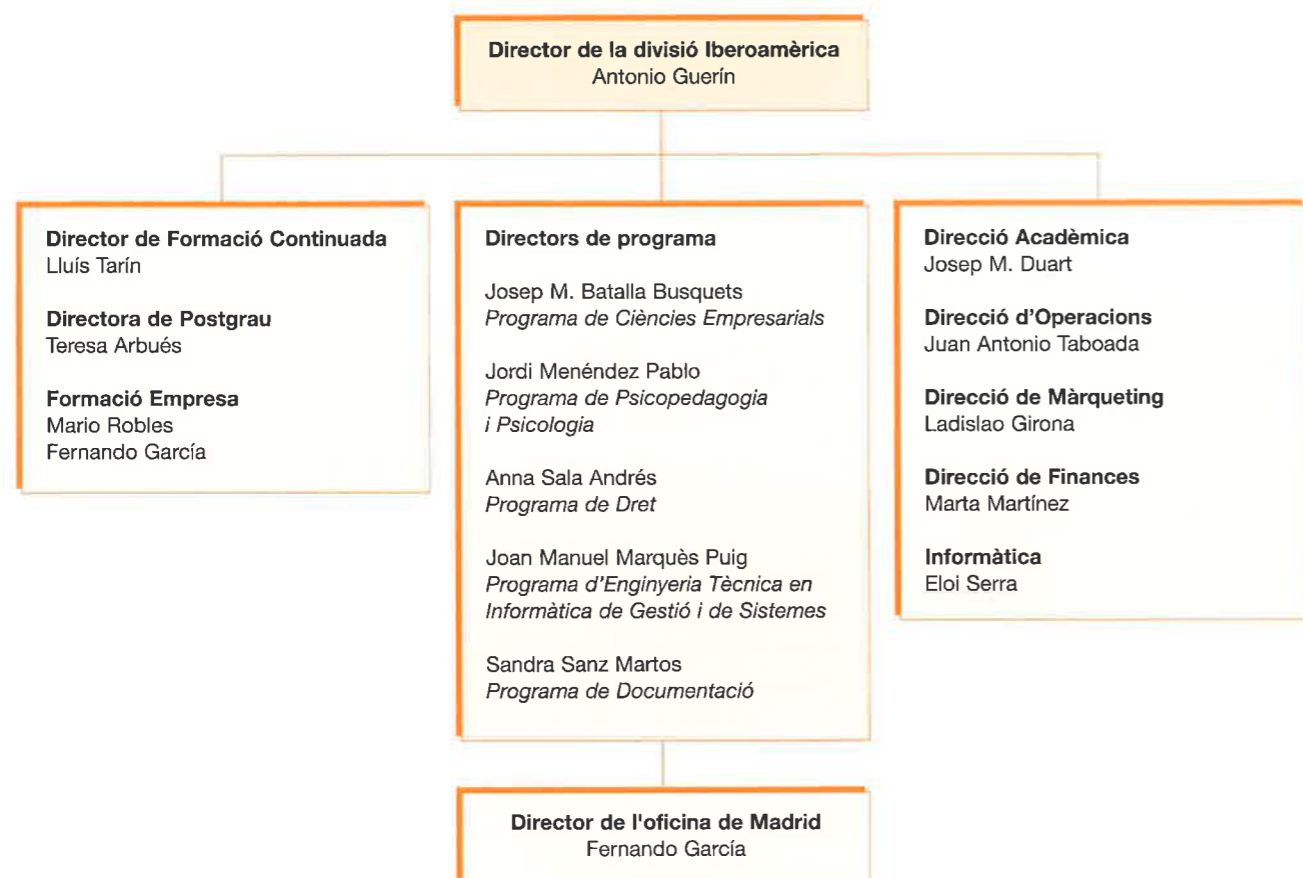 Director de la divisió Iberoamèrica
Antonio Guerín
Director de Formació Continuada
Lluís Tarín
Directora de Postgrau
Teresa Arbués
Formació Empresa
Mario Robles
Fernando García
Directors de programa
Josep M. Batalla Busquets
Programa de Ciències Empresarials
Jordi Menéndez Pablo
Programa de Psicopedagogia
i Psicologia
Anna Sala Andrés
Programa de Dret
Joan Manuel Marquès Puig
Programa d'Enginyeria Tècnica en
Informàtica de Gestió i de Sistemes
Sandra Sanz Martos
Programa de Documentació
Direcció Acadèmica
Josep M. Duart
Direcció d'Operacions
Juan Antonio Taboada
Direcció de Màrqueting
Ladislao Girona
Direcció de Finances
Marta Martínez
Informàtica
Eloi Serra
Director de l'oficina de Madrid
Fernando García